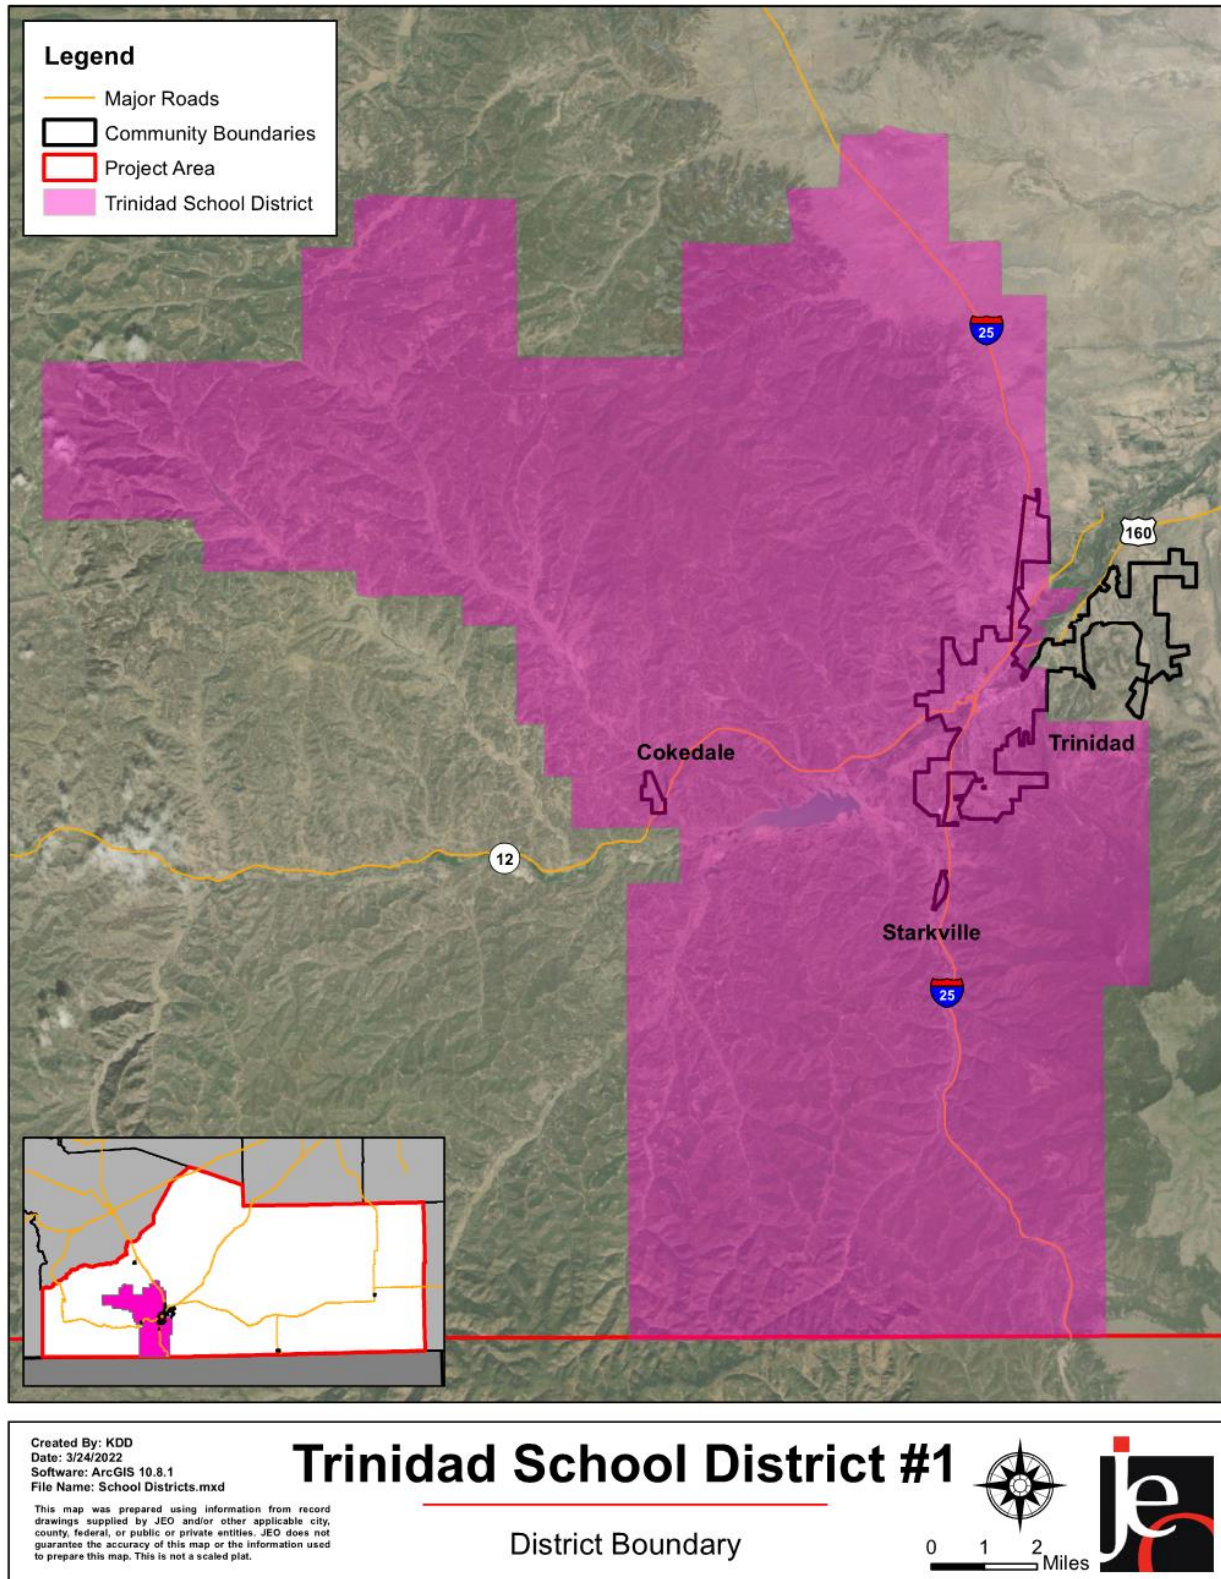 Legend
Major Roads
Community Boundaries
Project Area
Trinidad School District
25
160
Cokedale
Trinidad
12
Starkville
25
Created By: KDD
Date: 3/24/2022
Software: ArcGIS 10.8.1
File Name: School Districts.mxd
This map was prepared using information from record
drawings supplied by JEO and/or other applicable city,
county, federal, or public or private entities. JEO does not
guarantee the accuracy of this map or the information used
to prepare this map. This is not a scaled plat.
Trinidad School District #1
District Boundary
0 1 2
Miles
jeo